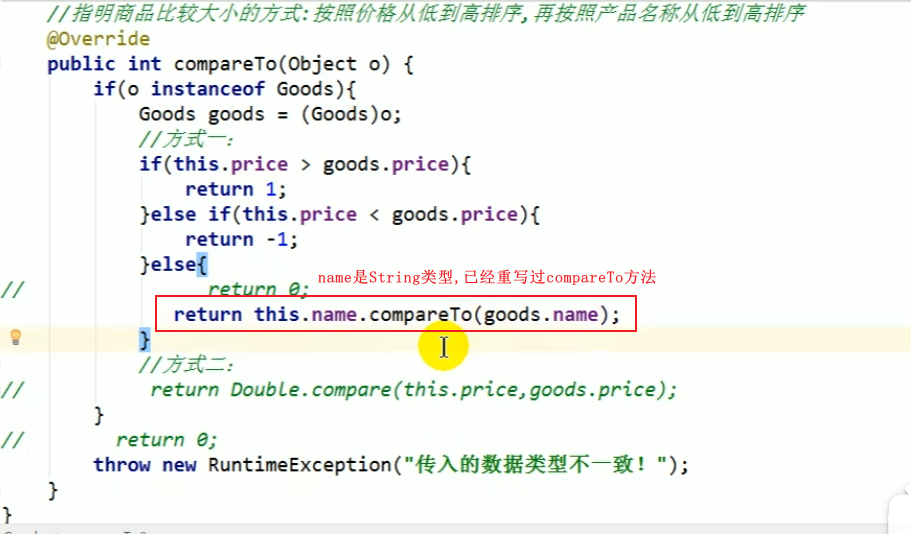 //指明商品比较大小的方式:按照价格从低到高排序,再按照产品名称从低到高排序
@Override
public int compareTo(Object o) {
if(o instanceof Goods){
Goods goods = (Goods)o;
//方式一:
if(this.price > goods.price){
return 1;
}else if(this.price < goods.price){
return -1;
}else{
name是String类型,已经重写过compareTo方法
// return 0;
return this.name.compareTo(goods.name);
}
//方式二:
// return Double.compare(this.price,goods.price);
}
// return 0;
throw new RuntimeException("传入的数据类型不一致!");
}
}